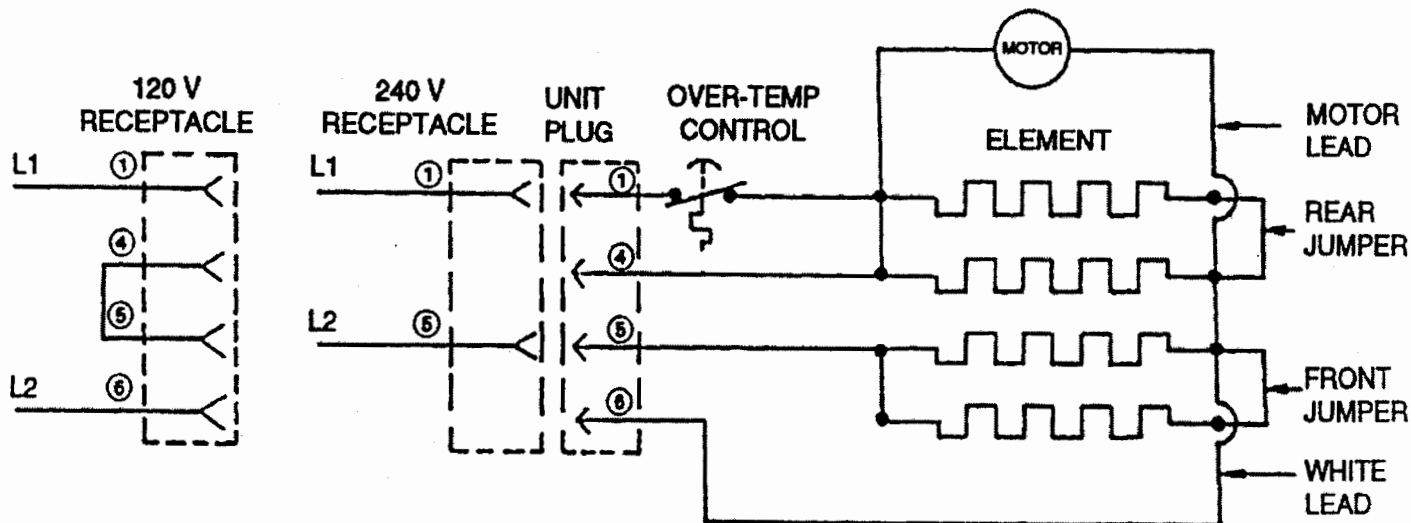 MOTOR
120 V
RECEPTACLE
240 V
RECEPTACLE
UNIT
PLUG
OVER-TEMP
CONTROL
ELEMENT
MOTOR
LEAD
REAR
JUMPER
FRONT
JUMPER
WHITE
LEAD
L1
1
4
5
L2
6
L1
1
L2
5
1
4
5
6